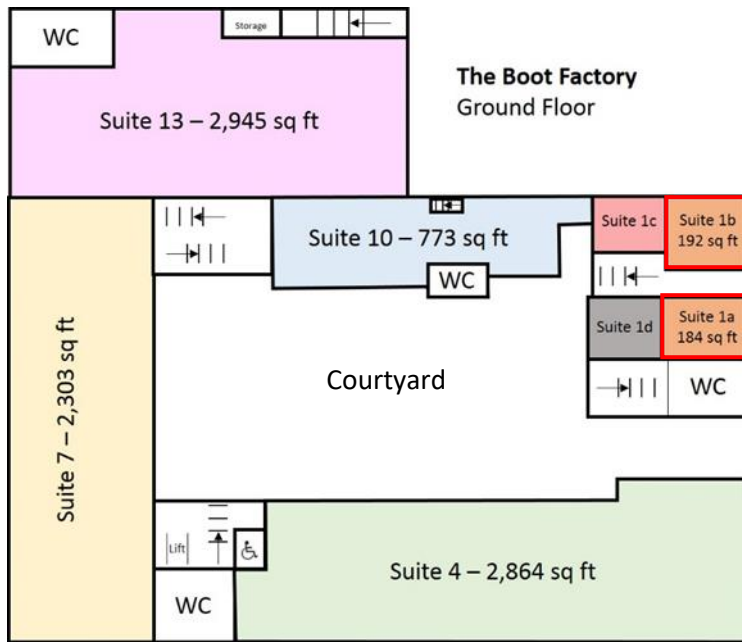 WC
Storage
The Boot Factory
Ground Floor
Suite 13 – 2,945 sq ft
Suite 10 – 773 sq ft
Suite 1c
Suite 1b
192 sq ft
WC
Suite 1d
Suite 1a
184 sq ft
Courtyard
WC
Suite 7 – 2,303 sq ft
Lift
Suite 4 – 2,864 sq ft
WC